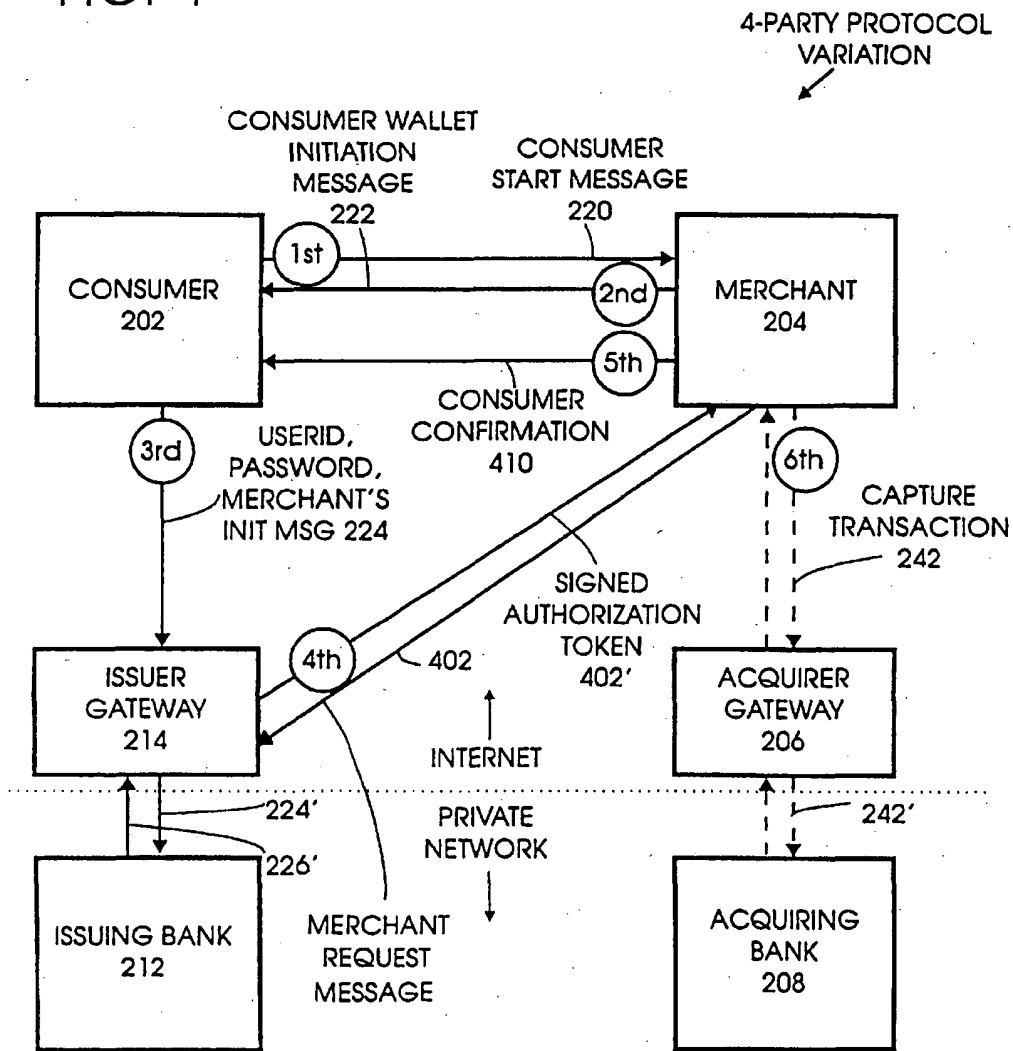 4-PARTY PROTOCOL
VARIATION
CONSUMER WALLET
INITIATION
MESSAGE
222
CONSUMER
START MESSAGE
220
1st
CONSUMER
202
2nd
MERCHANT
204
5th
CONSUMER
CONFIRMATION
410
3rd
USERID,
PASSWORD,
MERCHANT'S
INIT MSG 224
6th
CAPTURE
TRANSACTION
242
SIGNED
AUTHORIZATION
TOKEN
402'
4th
402
ISSUER
GATEWAY
214
ACQUIRER
GATEWAY
206
INTERNET
224'
PRIVATE
NETWORK
242'
226'
ISSUING BANK
212
MERCHANT
REQUEST
MESSAGE
ACQUIRING
BANK
208